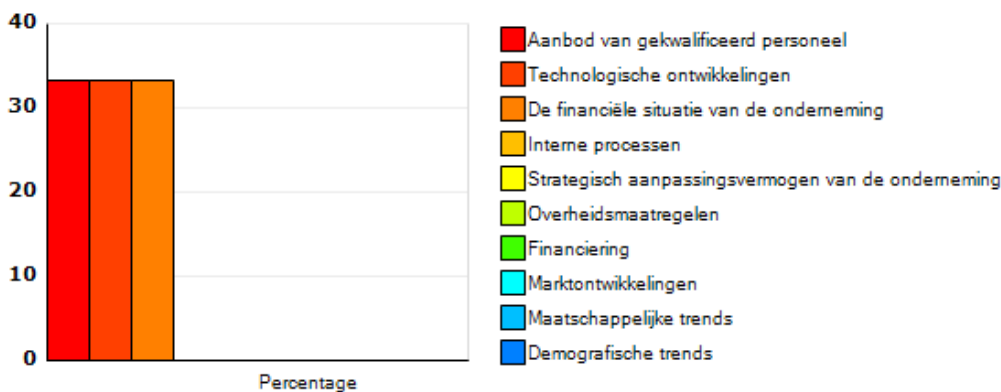 40
30
20
10
0
Percentage
Aanbod van gekwalificeerd personeel
Technologische ontwikkelingen
De financiële situatie van de onderneming
Interne processen
Strategisch aanpassingsvermogen van de onderneming
Overheidsmaatregelen
Financiering
Marktontwikkelingen
Maatschappelijke trends
Demografische trends